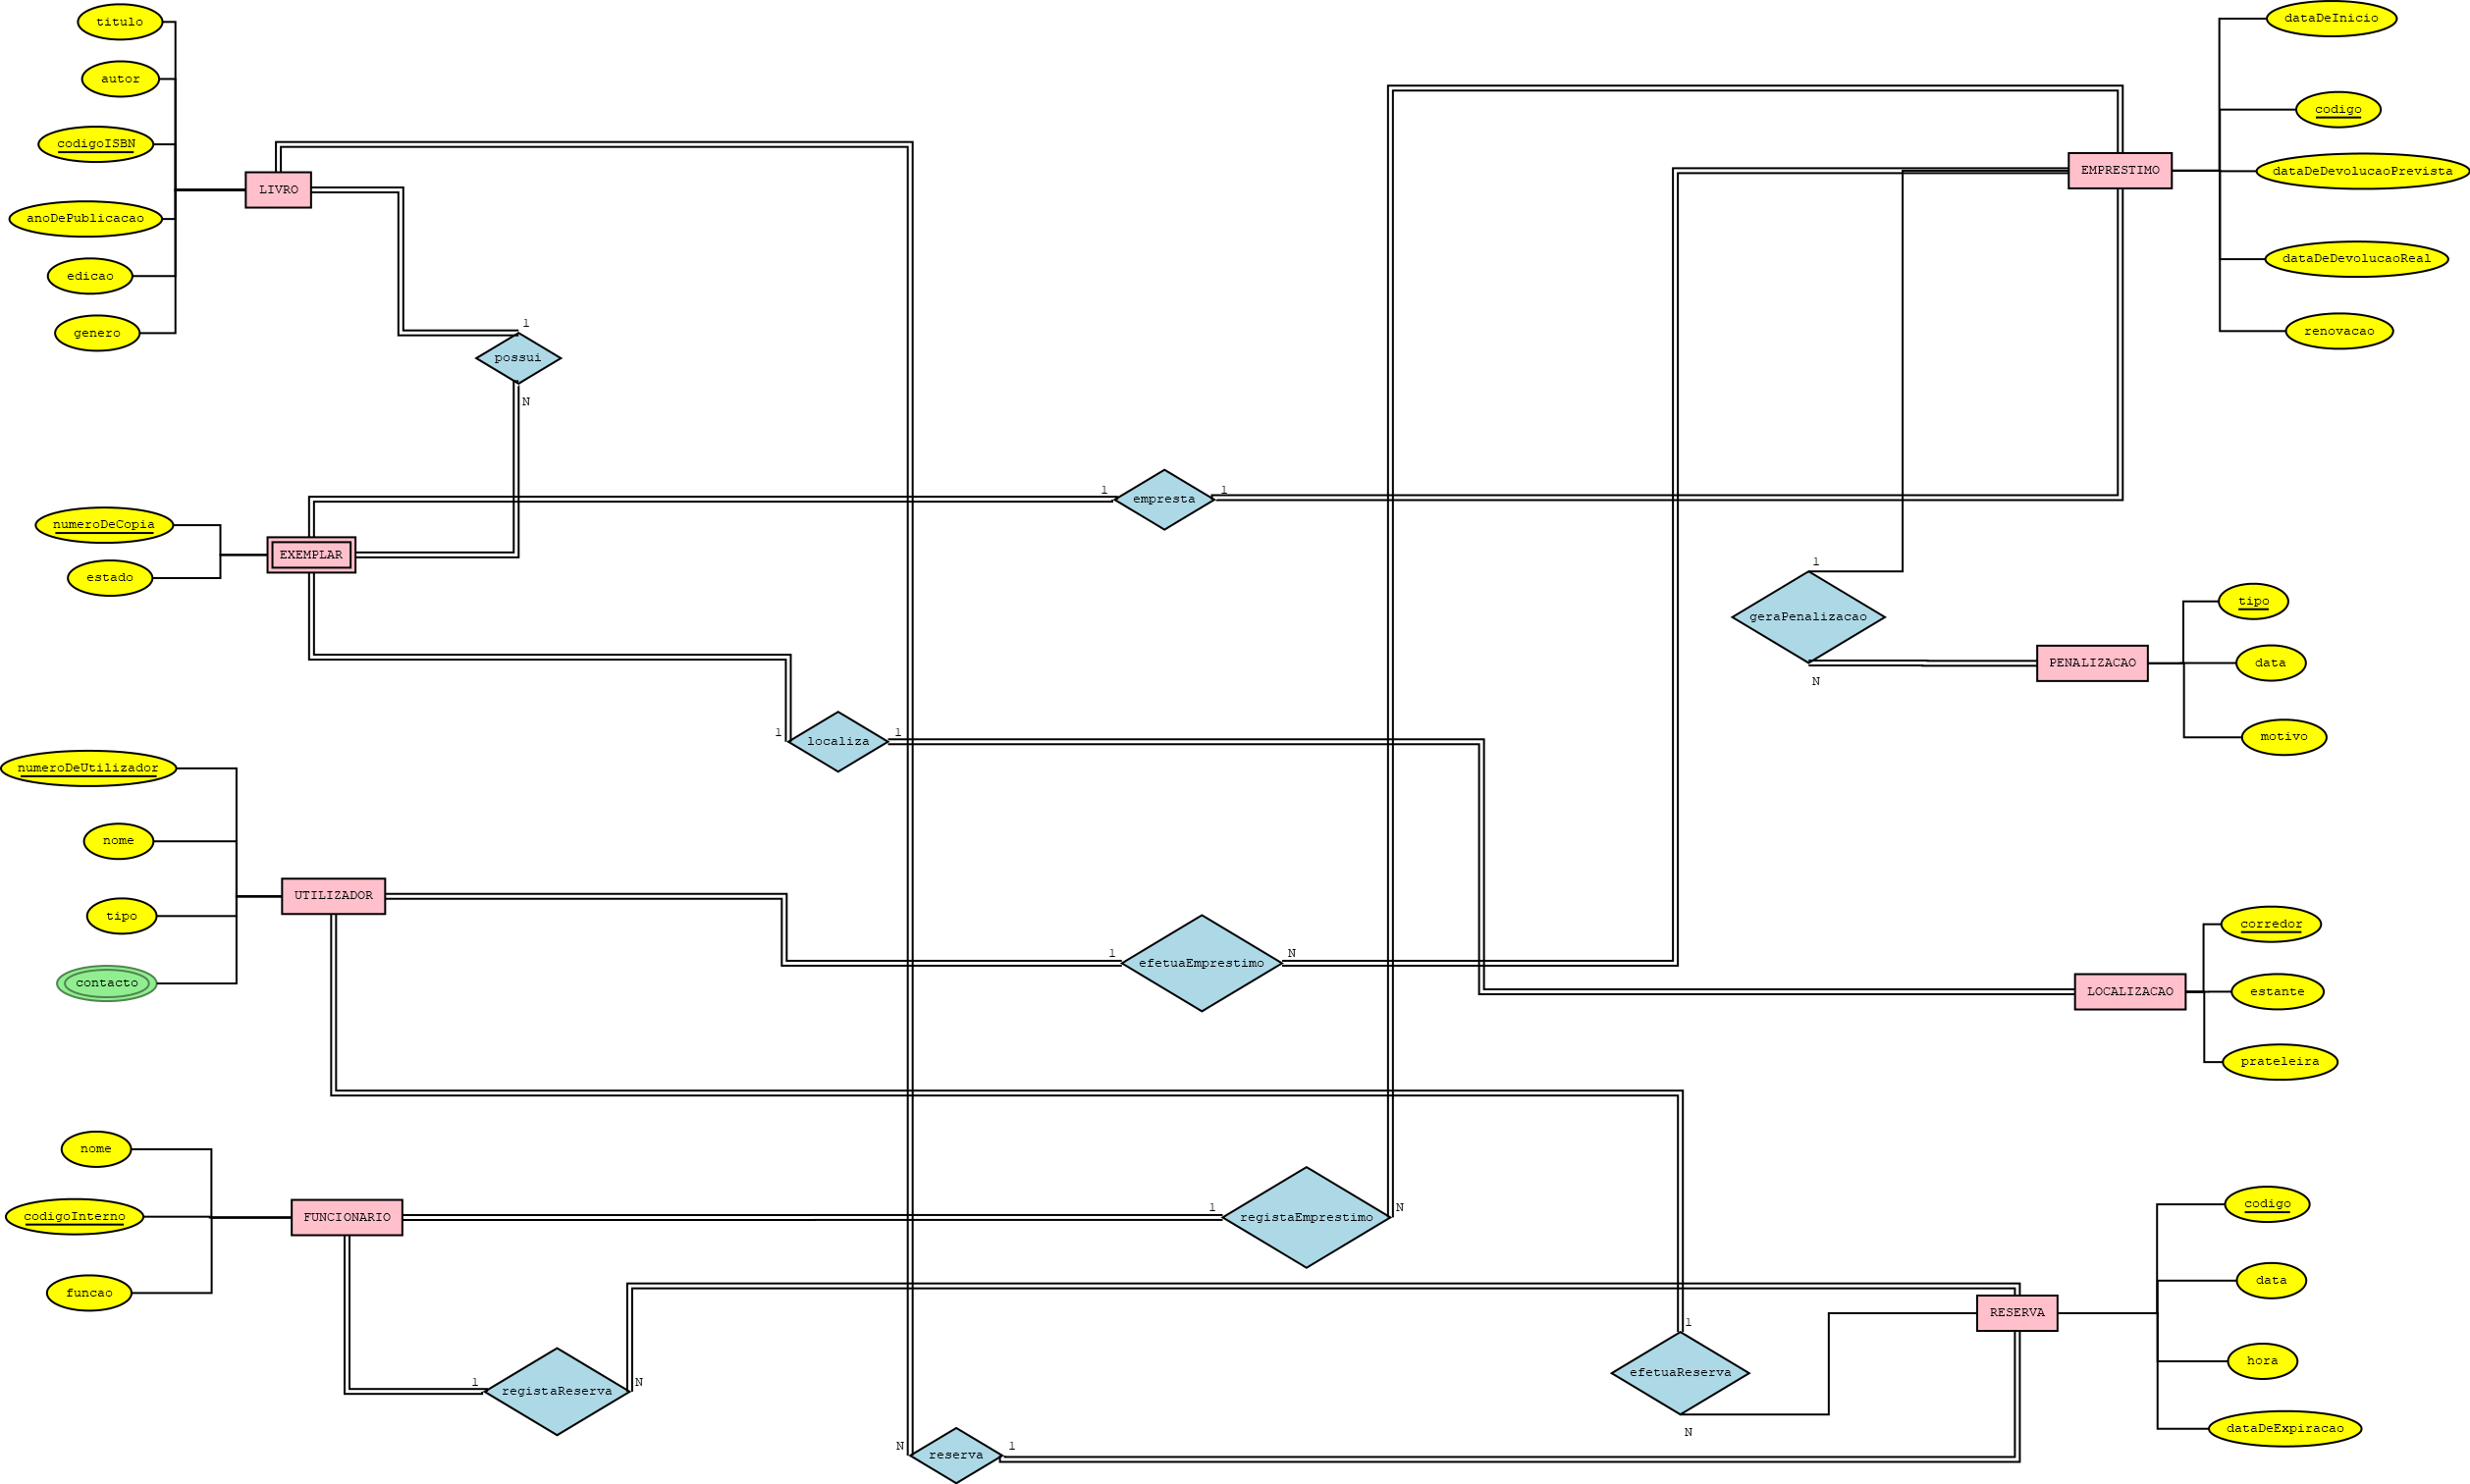 titulo
autor
codigoISBN
anoDePublicacao
edicao
genero
LIVRO
dataDeInicio
codigo
dataDeDevolucaoPrevista
dataDeDevolucaoReal
renovacao
EMPRESTIMO
1
possui
N
1
empresta
1
numeroDeCopia
estado
EXEMPLAR
1
geraPenalizacao
N
PENALIZACAO
tipo
data
motivo
1
localiza
1
numeroDeUtilizador
nome
tipo
contacto
UTILIZADOR
1
efetuaEmprestimo
N
LOCALIZACAO
corredor
estante
prateleira
nome
codigoInterno
funcao
FUNCIONARIO
1
registaEmprestimo
N
codigo
data
hora
dataDeExpiracao
RESERVA
1
efetuaReserva
N
1
registaReserva
N
N
reserva
1